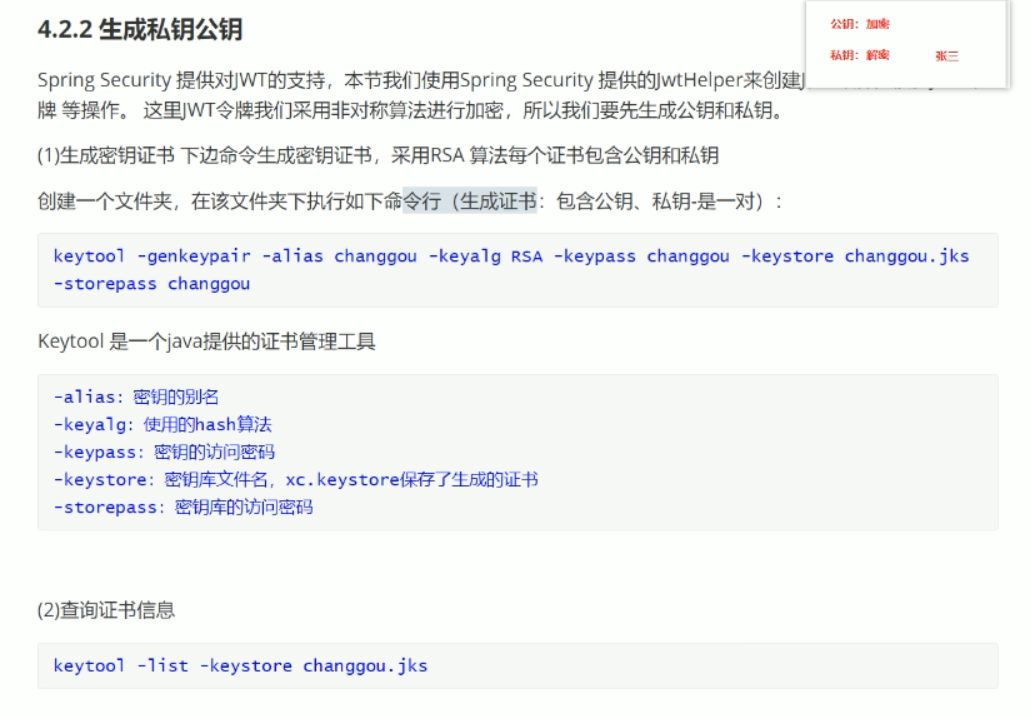 4.2.2 生成私钥公钥
公钥：加密
私钥：解密 张三
Spring Security 提供对JWT的支持，本节我们使用Spring Security 提供的JwtHelper来创建
牌 等操作。 这里JWT令牌我们采用非对称算法进行加密，所以我们要先生成公钥和私钥。
(1)生成密钥证书 下边命令生成密钥证书，采用RSA 算法每个证书包含公钥和私钥
创建一个文件夹，在该文件夹下执行如下命令行（生成证书：包含公钥、私钥-是一对）：
keytool -genkeypair -alias changgou -keyalg RSA -keypass changgou -keystore changgou.jks
-storepass changgou
Keytool 是一个java提供的证书管理工具
-alias: 密钥的别名
-keyalg: 使用的hash算法
-keypass: 密钥的访问密码
-keystore: 密钥库文件名，xc.keystore保存了生成的证书
-storepass: 密钥库的访问密码
(2)查询证书信息
keytool -list -keystore changgou.jks